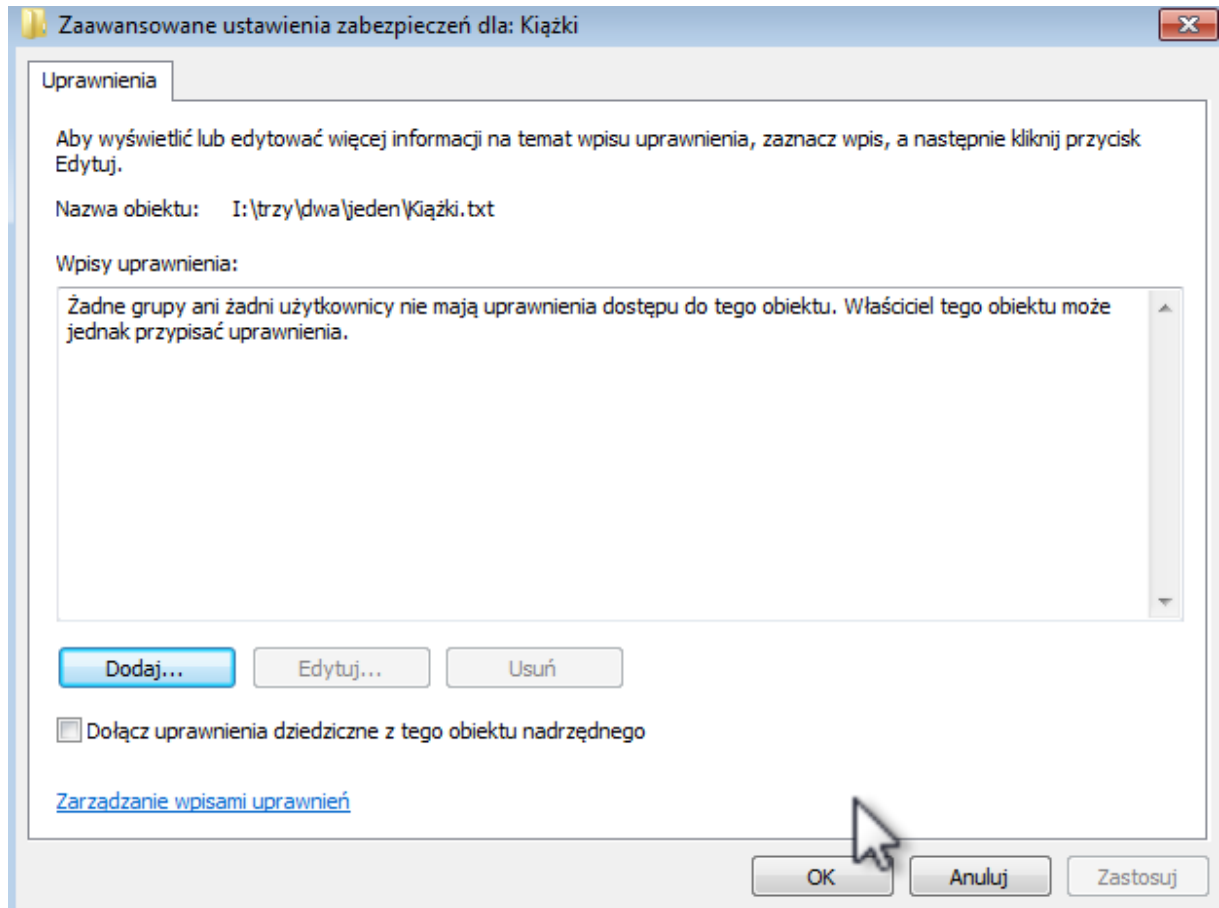 Zaawansowane ustawienia zabezpieczeń dla: Kiążki
Uprawnienia
Aby wyświetlić lub edytować więcej informacji na temat wpisu uprawnienia, zaznacz wpis, a następnie kliknij przycisk
Edytuj.
Nazwa obiektu: I:\trzy\dwa\jeden\Kiążki.txt
Wpisy uprawnienia:
Żadne grupy ani żadni użytkownicy nie mają uprawnienia dostępu do tego obiektu. Właściciel tego obiektu może
jednak przypisać uprawnienia.
Dodaj... Edytuj... Usuń
Dołącz uprawnienia dziedziczne z tego obiektu nadrzędnego
Zarządzanie wpisami uprawnień
OK Anuluj Zastosuj